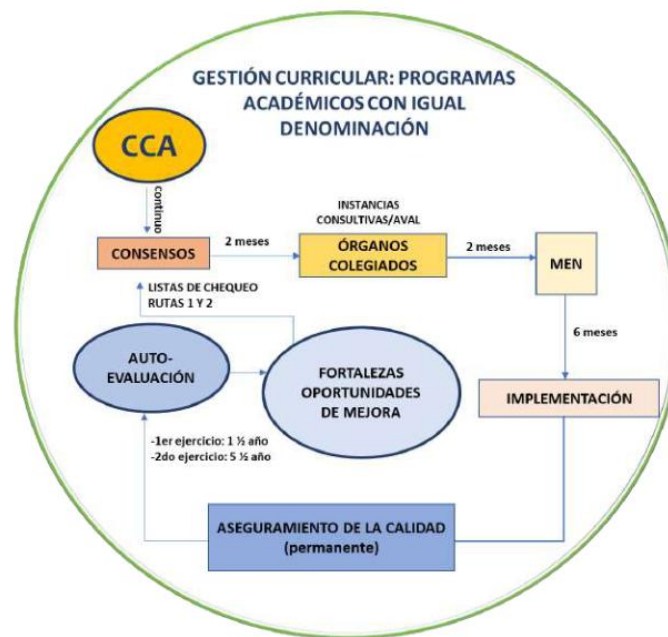 GESTIÓN CURRICULAR: PROGRAMAS
ACADÉMICOS CON IGUAL
DENOMINACIÓN
CCA
continuo
INSTANCIAS
CONSULTIVAS/AVAL
CONSENSOS
2 meses
ÓRGANOS
COLEGIADOS
2 meses
MEN
LISTAS DE CHEQUEO
RUTAS 1 Y 2
6 meses
AUTO-
EVALUACIÓN
FORTALEZAS
OPORTUNIDADES
DE MEJORA
IMPLEMENTACIÓN
-1er ejercicio: 1 ½ año
-2do ejercicio: 5 ½ año
ASEGURAMIENTO DE LA CALIDAD
(permanente)